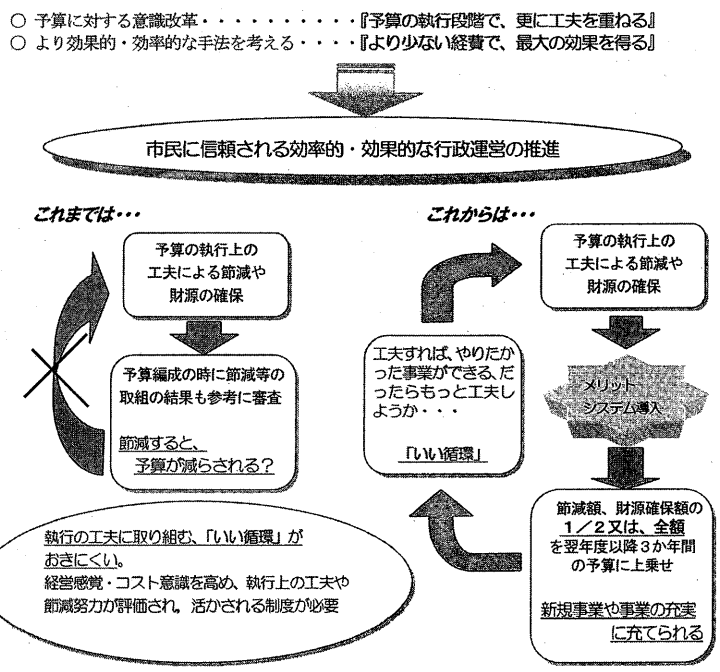 ○ 予算に対する意識改革・・・・・・・・・・『予算の執行段階で、更に工夫を重ねる』
○ より効果的・効率的な手法を考える・・・・『より少ない経費で、最大の効果を得る』
市民に信頼される効率的・効果的な行政運営の推進
これまでは・・・
予算の執行上の
工夫による節減や
財源の確保
予算編成の時に節減等の
取組の結果も参考に審査
節減すると、
予算が減らされる?
執行の工夫に取り組む、「いい循環」が
おきにくい。
経営感覚・コスト意識を高め、執行上の工夫や
節減努力が評価され、活かされる制度が必要
これからは・・・
予算の執行上の
工夫による節減や
財源の確保
メリット
システム導入
節減額、財源確保額の
1/2又は、全額
を翌年度以降3か年間
の予算に上乗せ
新規事業や事業の充実
に充てられる
工夫すれば、やりたか
った事業ができる、だ
ったらもっと工夫し
ようか・・・
「いい循環」